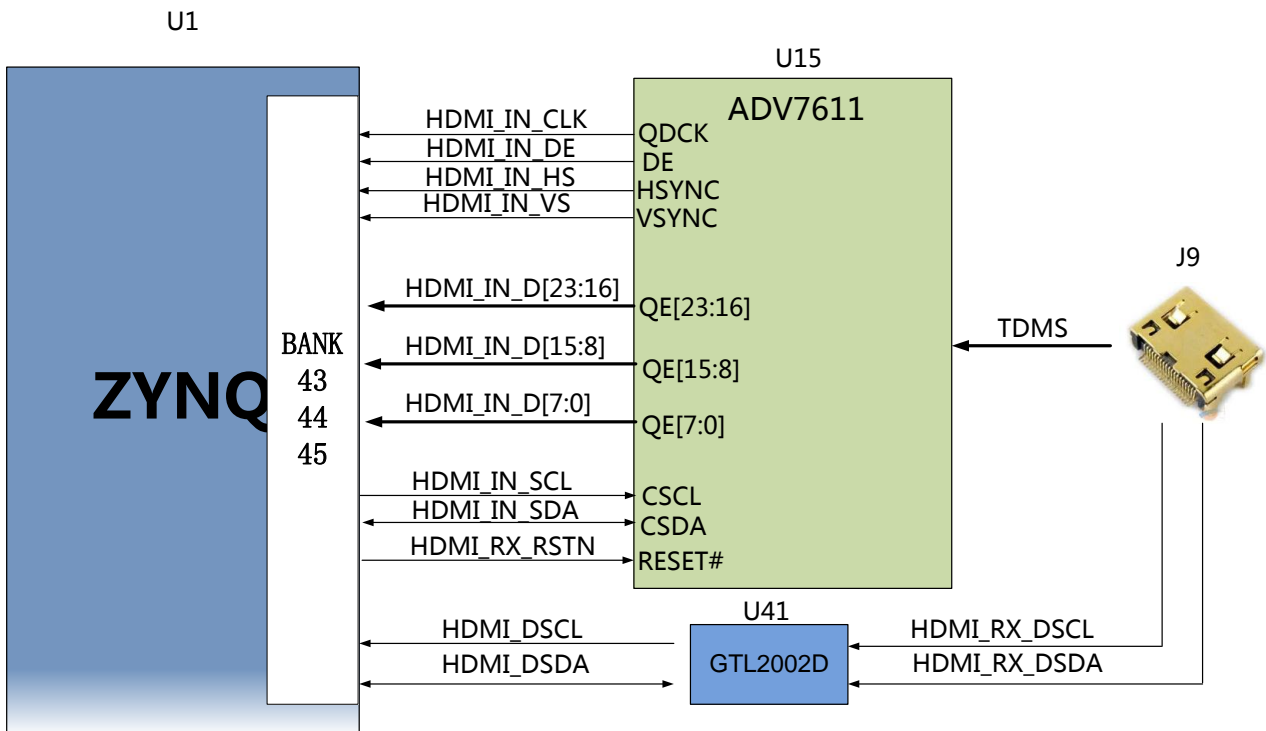 U1
U15
ADV7611
HDMI_IN_CLK
QDCK
HDMI_IN_DE
DE
HDMI_IN_HS
HSYNC
HDMI_IN_VS
VSYNC
J9
HDMI_IN_D[23:16]
QE[23:16]
TDMS
BANK
43
44
45
ZYNQ
HDMI_IN_D[15:8]
QE[15:8]
HDMI_IN_D[7:0]
QE[7:0]
HDMI_IN_SCL
CSCL
HDMI_IN_SDA
CSDA
HDMI_RX_RSTN
RESET#
U41
HDMI_DSCL
HDMI_RX_DSCL
HDMI_DSDA
GTL2002D
HDMI_RX_DSDA